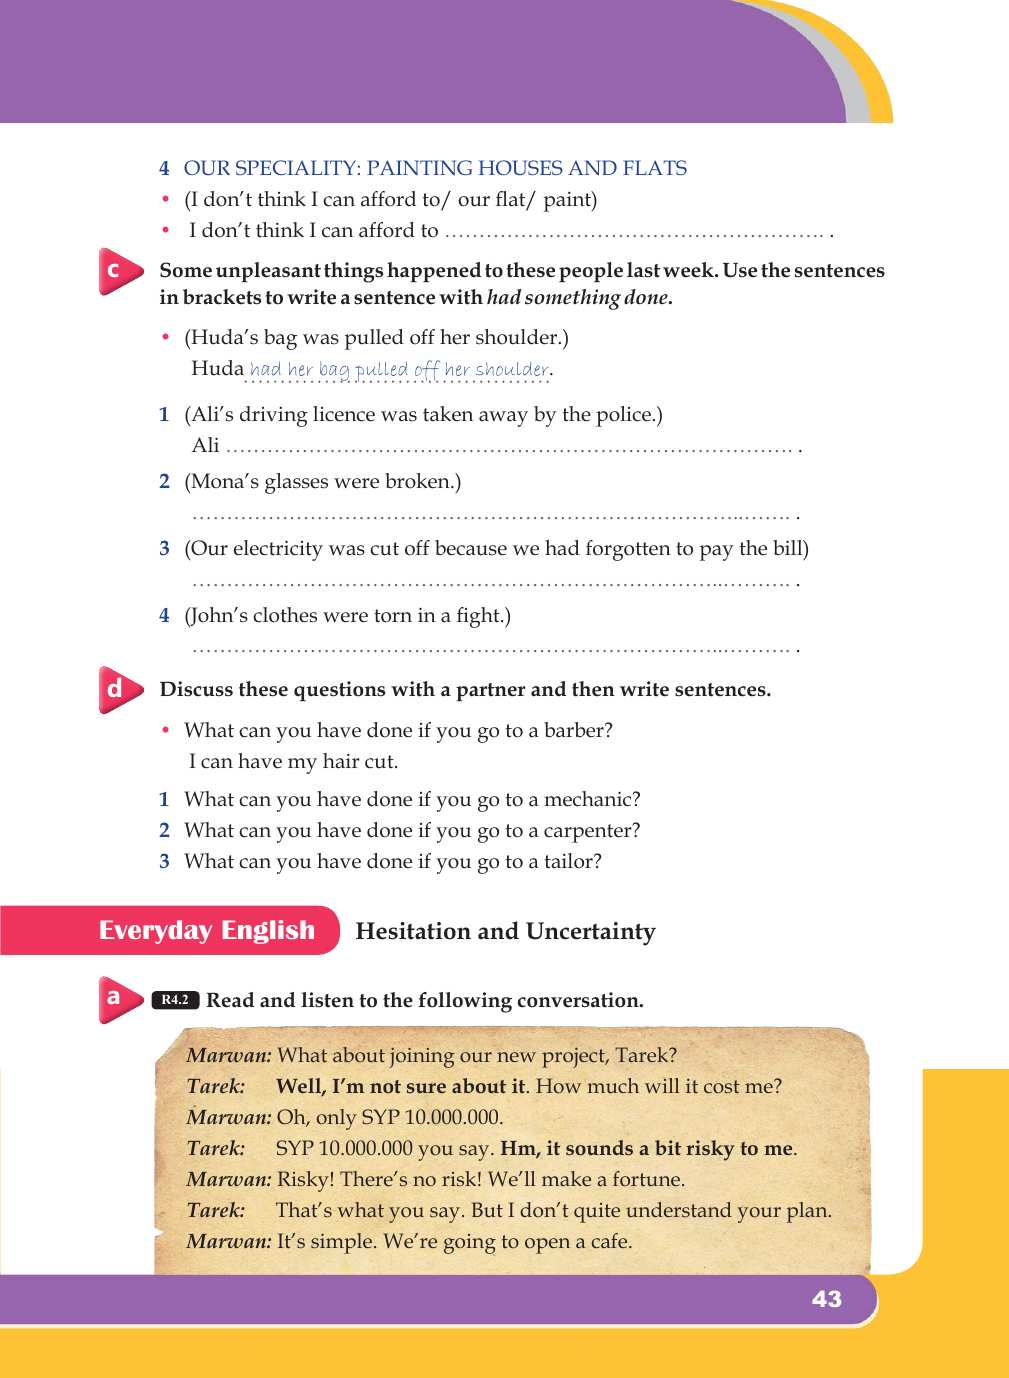 4 OUR SPECIALITY: PAINTING HOUSES AND FLATS
• (I don't think I can afford to/ our flat/ paint)
• I don't think I can afford to ………………………………………………. .
c Some unpleasant things happened to these people last week. Use the sentences
in brackets to write a sentence with had something done.
• (Huda's bag was pulled off her shoulder.)
Huda had her bag pulled off her shoulder.
1 (Ali's driving licence was taken away by the police.)
Ali ………………………………………………………………………. .
2 (Mona's glasses were broken.)
……………………………………………………………………..……. .
3 (Our electricity was cut off because we had forgotten to pay the bill)
…………………………………………………………………..………. .
4 (John's clothes were torn in a fight.)
…………………………………………………………………..………. .
d Discuss these questions with a partner and then write sentences.
• What can you have done if you go to a barber?
I can have my hair cut.
1 What can you have done if you go to a mechanic?
2 What can you have done if you go to a carpenter?
3 What can you have done if you go to a tailor?
Everyday English Hesitation and Uncertainty
a R4.2 Read and listen to the following conversation.
Marwan: What about joining our new project, Tarek?
Tarek: Well, I'm not sure about it. How much will it cost me?
Marwan: Oh, only SYP 10.000.000.
Tarek: SYP 10.000.000 you say. Hm, it sounds a bit risky to me.
Marwan: Risky! There's no risk! We'll make a fortune.
Tarek: That's what you say. But I don't quite understand your plan.
Marwan: It's simple. We're going to open a cafe.
43